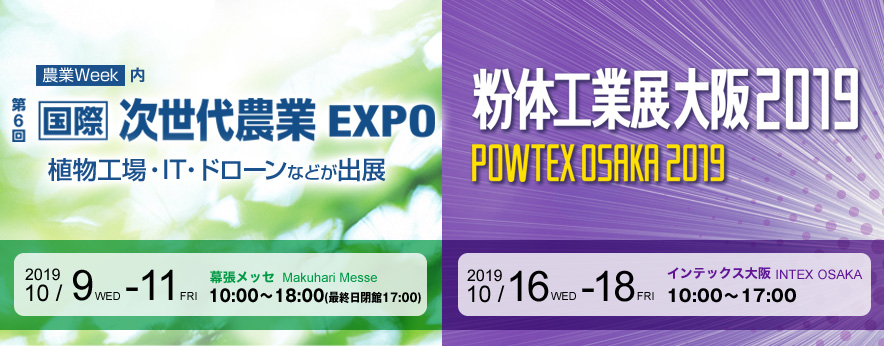 農業Week 内
第6回 国際 次世代農業 EXPO
植物工場・IT・ドローンなどが出展
2019
10 / 9 WED -11 FRI
幕張メッセ Makuhari Messe
10:00～18:00(最終日閉館17:00)
粉体工業展大阪2019
POWTEX OSAKA 2019
2019
10 / 16 WED -18 FRI
インテックス大阪 INTEX OSAKA
10:00～17:00